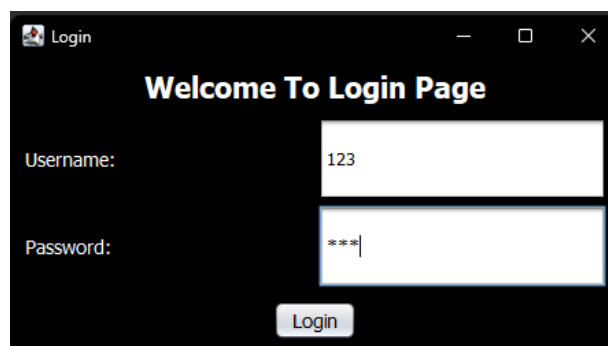 Login
Welcome To Login Page
Username: 123
Password: ***
Login